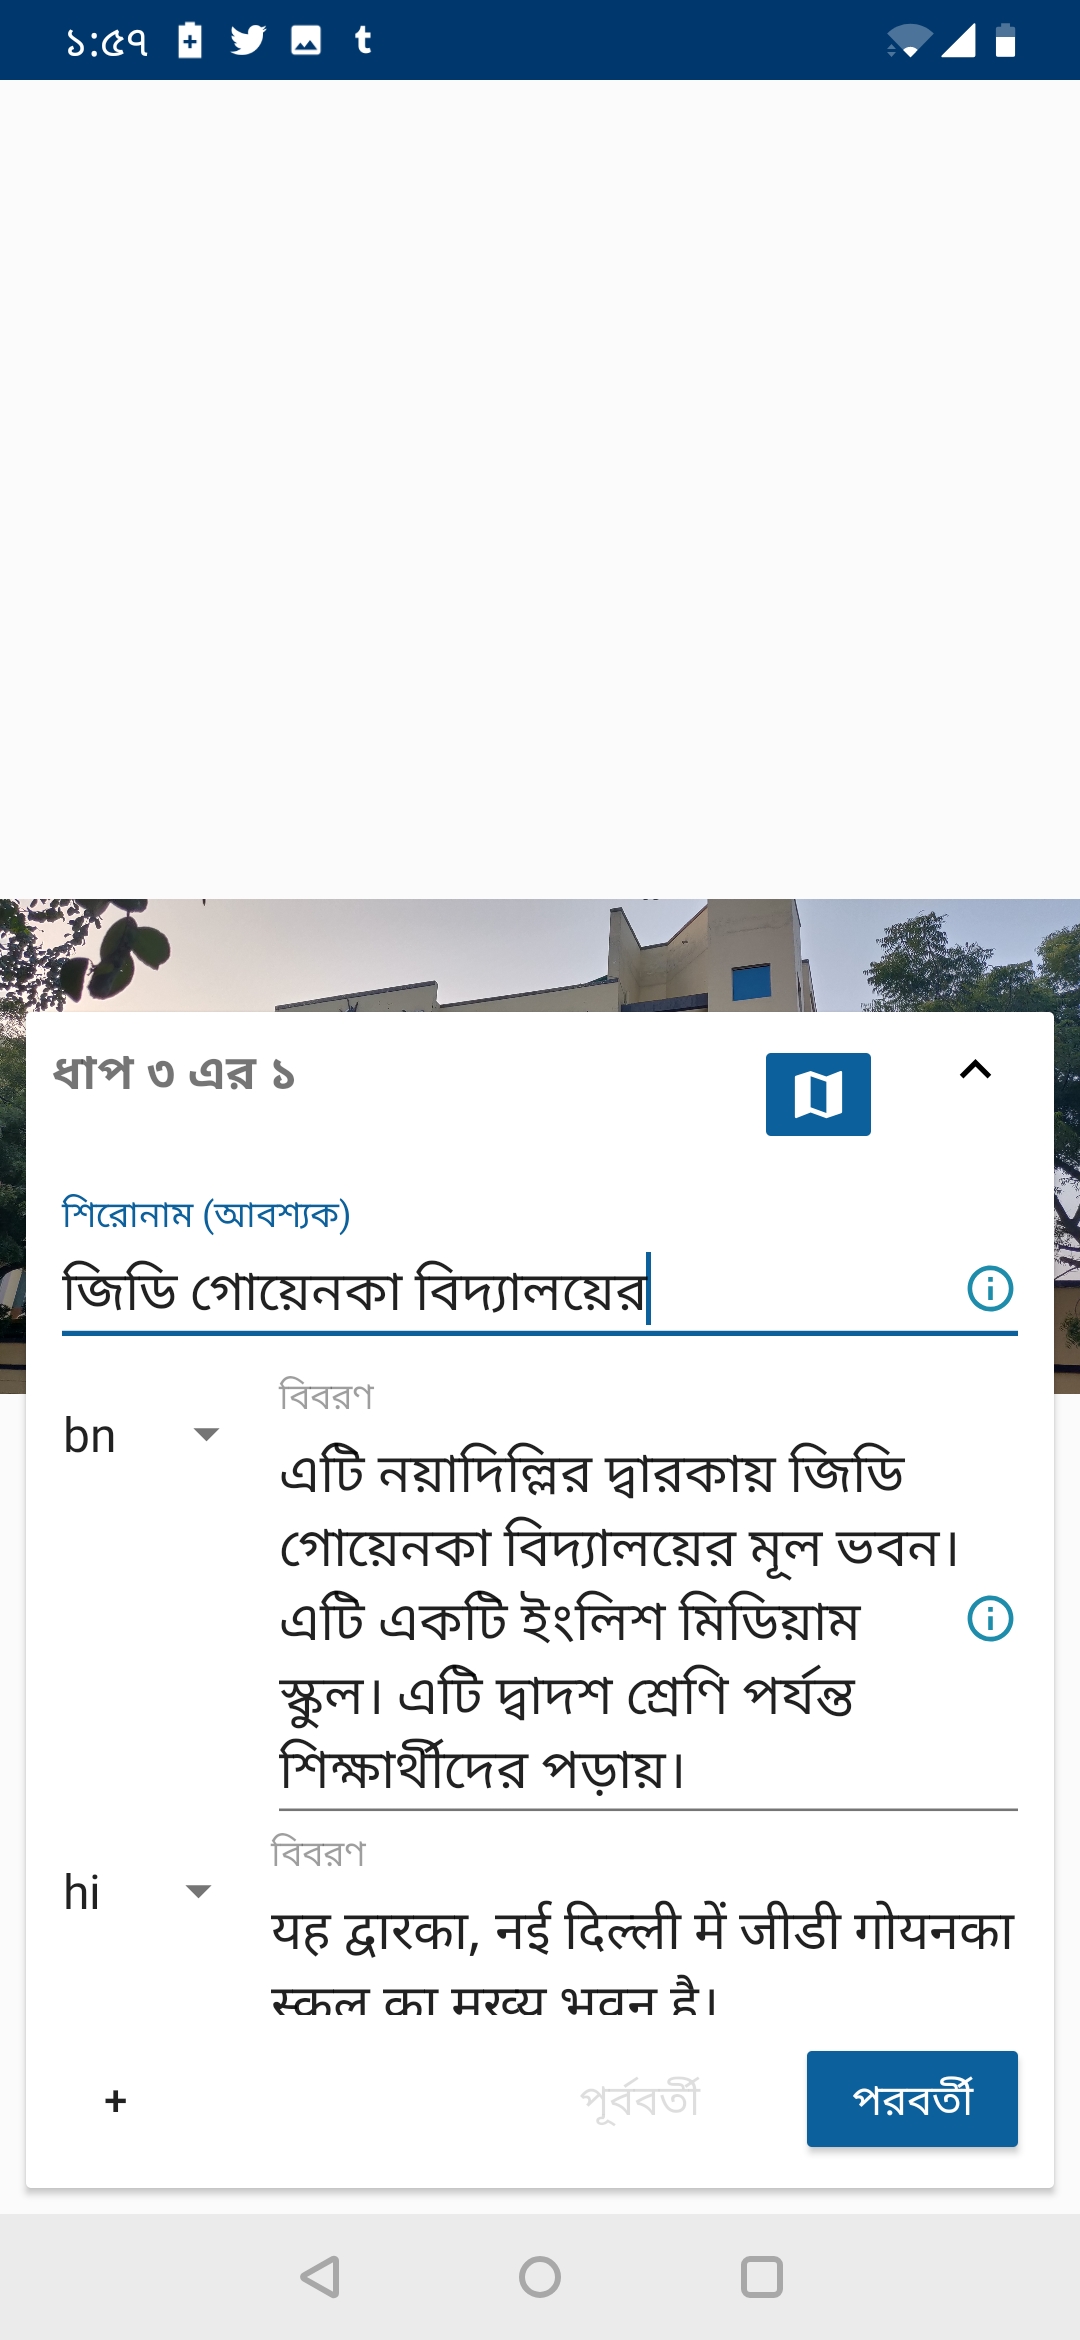 ১:৫৭
ধাপ ৩ এর ১
শিরোনাম (আবশ্যক)
জিডি গোয়েনকা বিদ্যালয়ের
bn
বিবরণ
এটি নয়াদিল্লির দ্বারকায় জিডি
গোয়েনকা বিদ্যালয়ের মূল ভবন।
এটি একটি ইংলিশ মিডিয়াম
স্কুল। এটি দ্বাদশ শ্রেণি পর্যন্ত
শিক্ষার্থীদের পড়ায়।
hi
বিবরণ
यह द्वारका, नई दिल्ली में जीडी गोयनका
स्कूल का मुख्य भवन है।
+
পূর্ববর্তী
পরবর্তী